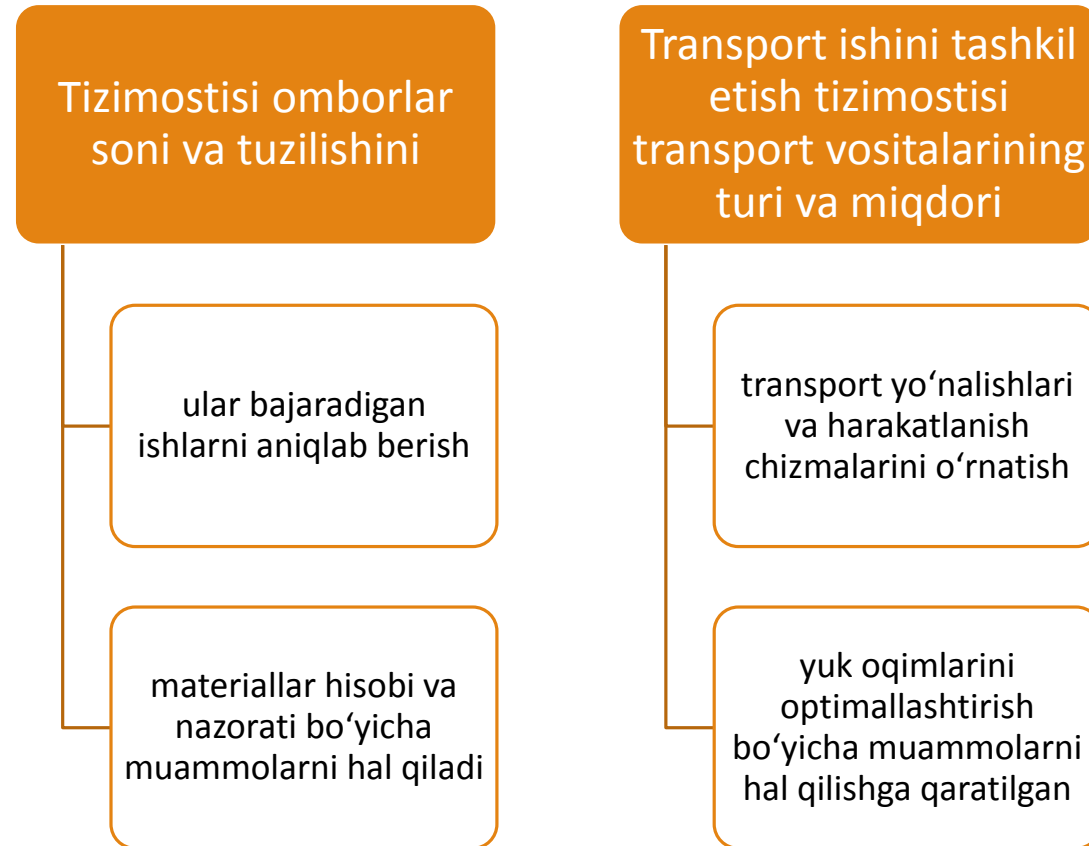 Tizimostisi omborlar
soni va tuzilishini
ular bajaradigan
ishlarni aniqlab berish
materiallar hisobi va
nazorati bo‘yicha
muammolarni hal qiladi
Transport ishini tashkil
etish tizimostisi
transport vositalarining
turi va miqdori
transport yo‘nalishlari
va harakatlanish
chizmalarini o‘rnatish
yuk oqimlarini
optimallashtirish
bo‘yicha muammolarni
hal qilishga qaratilgan